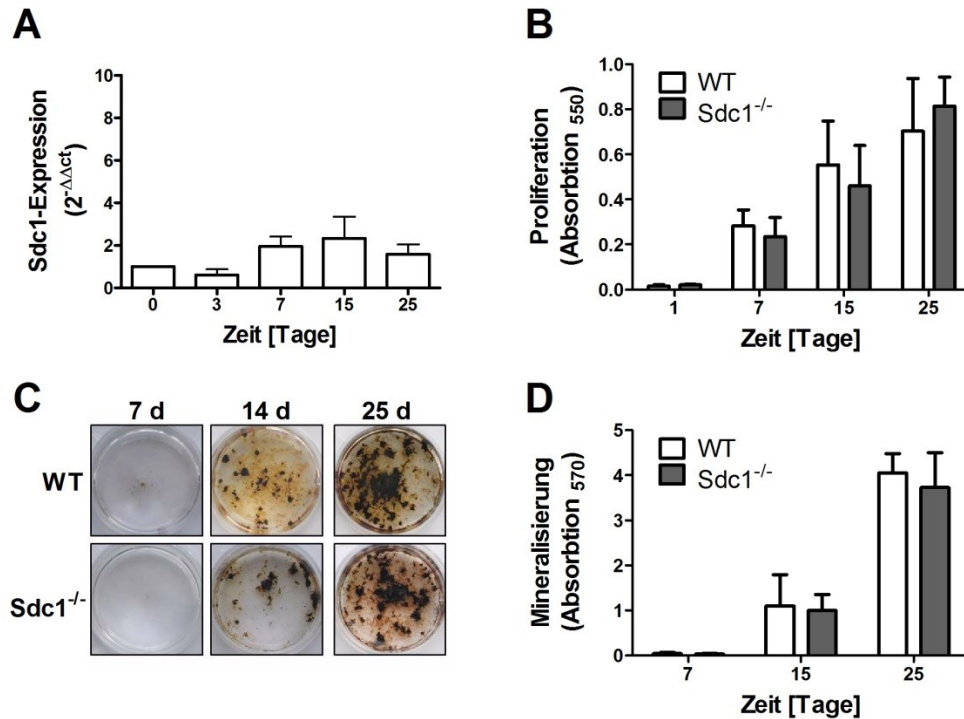 A
Sdc1-Expression
(2^-ΔΔct)
10
8
6
4
2
0
0 3 7 15 25
Zeit [Tage]
B
Proliferation
(Absorbtion 550)
1.0
0.8
0.6
0.4
0.2
0.0
WT
Sdc1-/-
1 7 15 25
Zeit [Tage]
C
7 d 14 d 25 d
WT
Sdc1-/-
D
Mineralisierung
(Absorbtion 570)
5
4
3
2
1
0
WT
Sdc1-/-
7 15 25
Zeit [Tage]